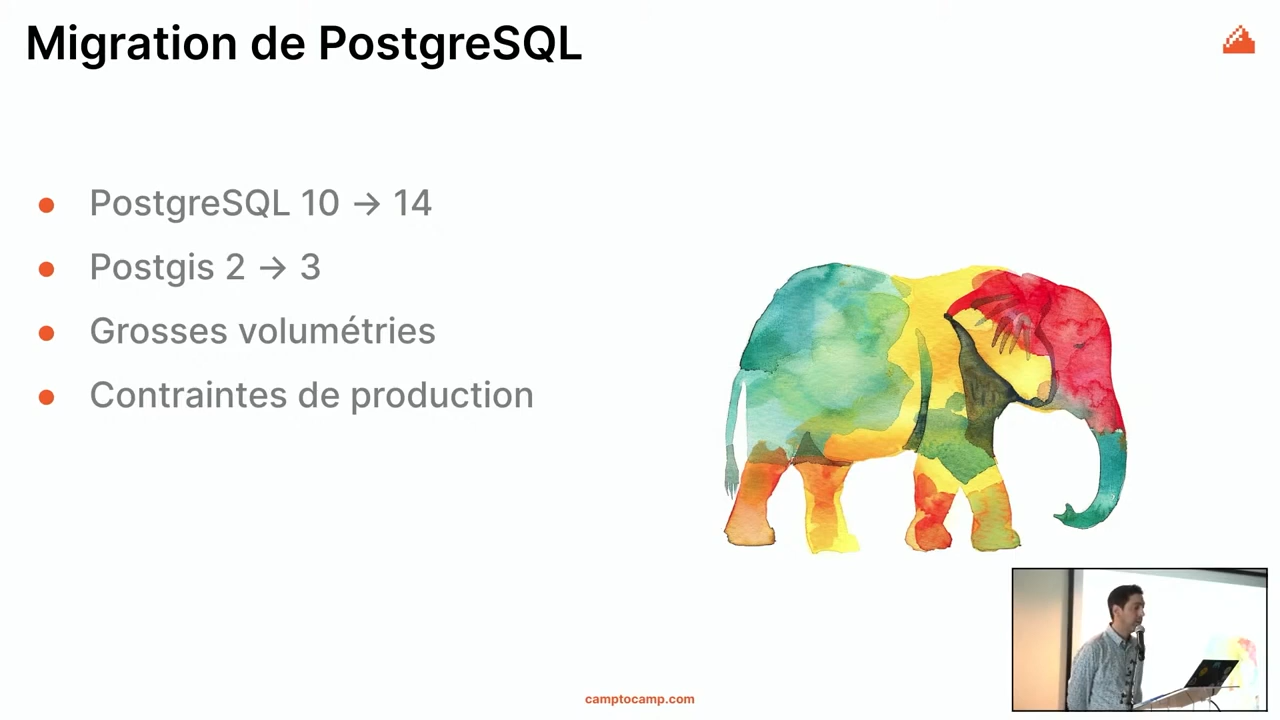 Migration de PostgreSQL
PostgreSQL 10 → 14
Postgis 2 → 3
Grosses volumétries
Contraintes de production
camptocamp.com